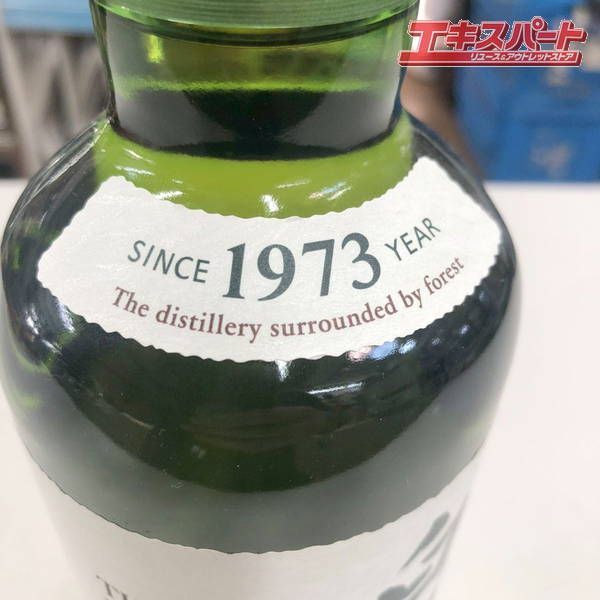 エキスパート
リユース&アウトレットストア
SINCE 1973 YEAR
The distillery surrounded by forest